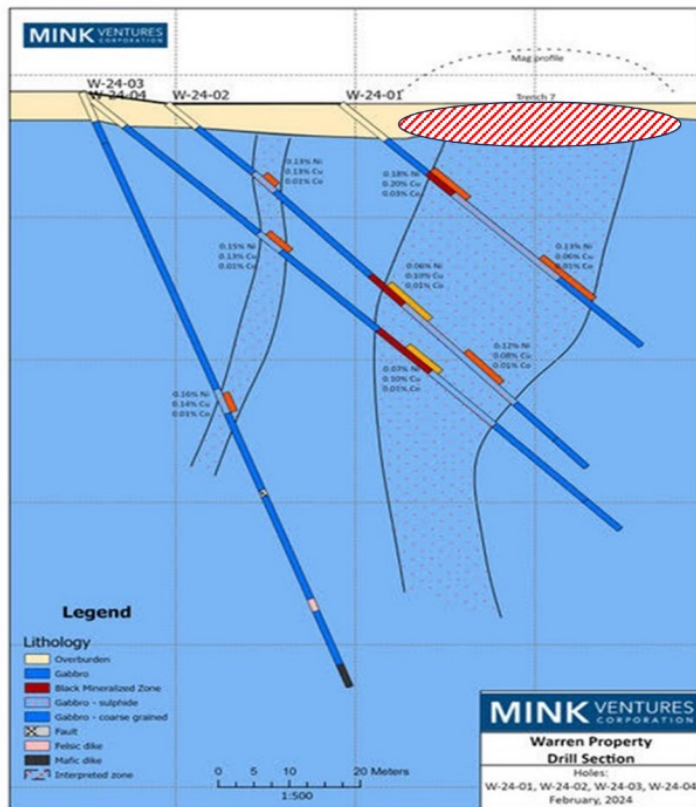 MINK VENTURES
CORPORATION
Mag profile
W-24-03
W-24-04
W-24-02
W-24-01
Trench 7
0.13% Ni
0.13% Cu
0.01% Co
0.18% Ni
0.20% Cu
0.03% Co
0.15% Ni
0.13% Cu
0.01% Co
0.13% Ni
0.06% Cu
0.01% Co
0.06% Ni
0.10% Cu
0.01% Co
0.12% Ni
0.08% Cu
0.01% Co
0.07% Ni
0.10% Cu
0.01% Co
0.16% Ni
0.14% Cu
0.01% Co
Legend
Lithology
Overburden
Gabbro
Black Mineralized Zone
Gabbro - sulphide
Gabbro - coarse grained
Fault
Felsic dike
Mafic dike
Interpreted zone
0 5 10 20 Meters
1:500
MINK VENTURES
CORPORATION
Warren Property
Drill Section
Holes:
W-24-01, W-24-02, W-24-03, W-24-04
February, 2024